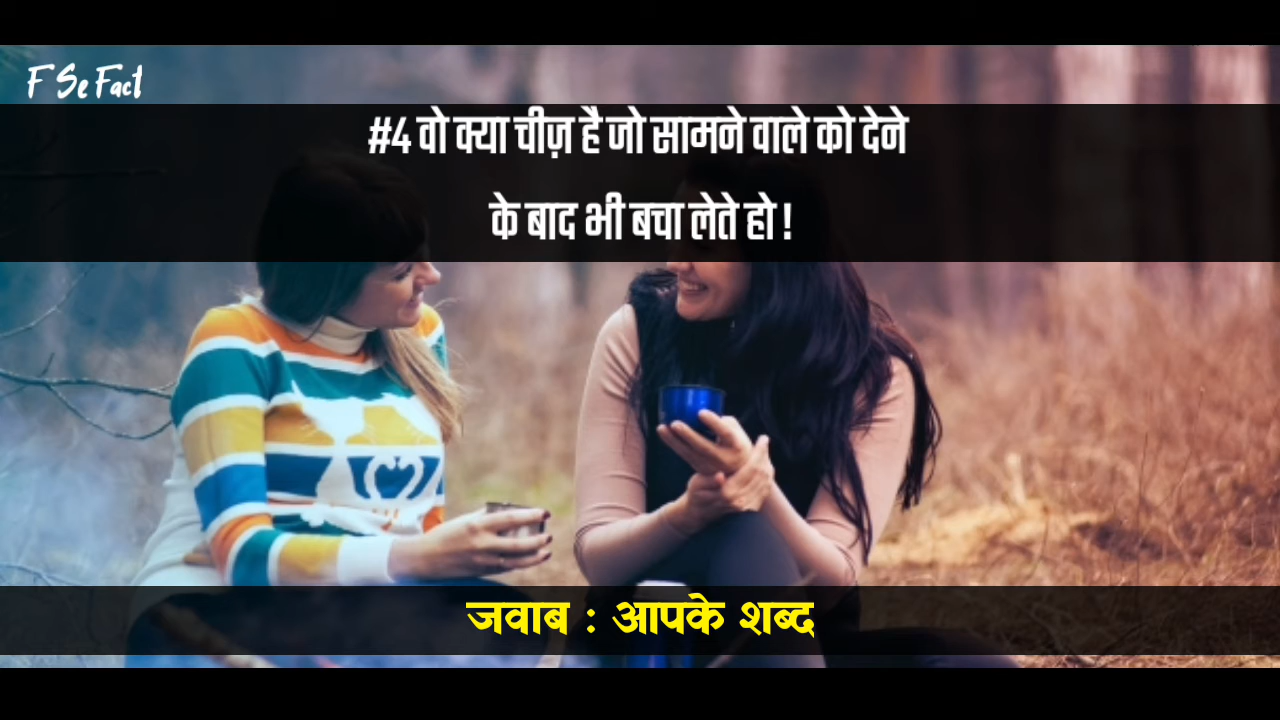 F Se Fact
#4 वो क्या चीज़ है जो सामने वाले को देने
के बाद भी बचा लेते हो !
जवाब : आपके शब्द